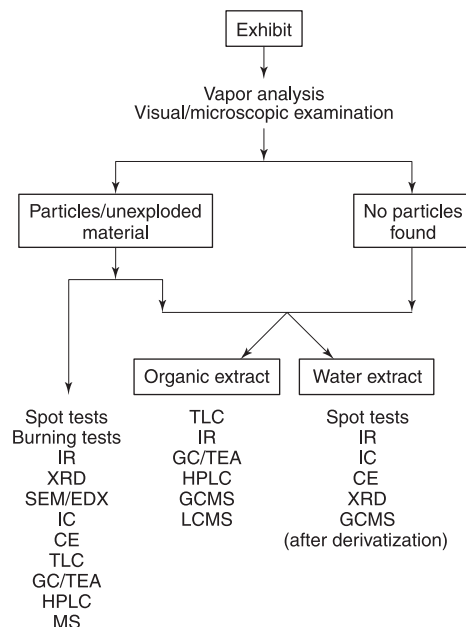 Exhibit
Vapor analysis
Visual/microscopic examination
Particles/unexploded
material
No particles
found
Organic extract
Water extract
Spot tests
Burning tests
IR
XRD
SEM/EDX
IC
CE
TLC
GC/TEA
HPLC
MS
TLC
IR
GC/TEA
HPLC
GCMS
LCMS
Spot tests
IR
IC
CE
XRD
GCMS
(after derivatization)